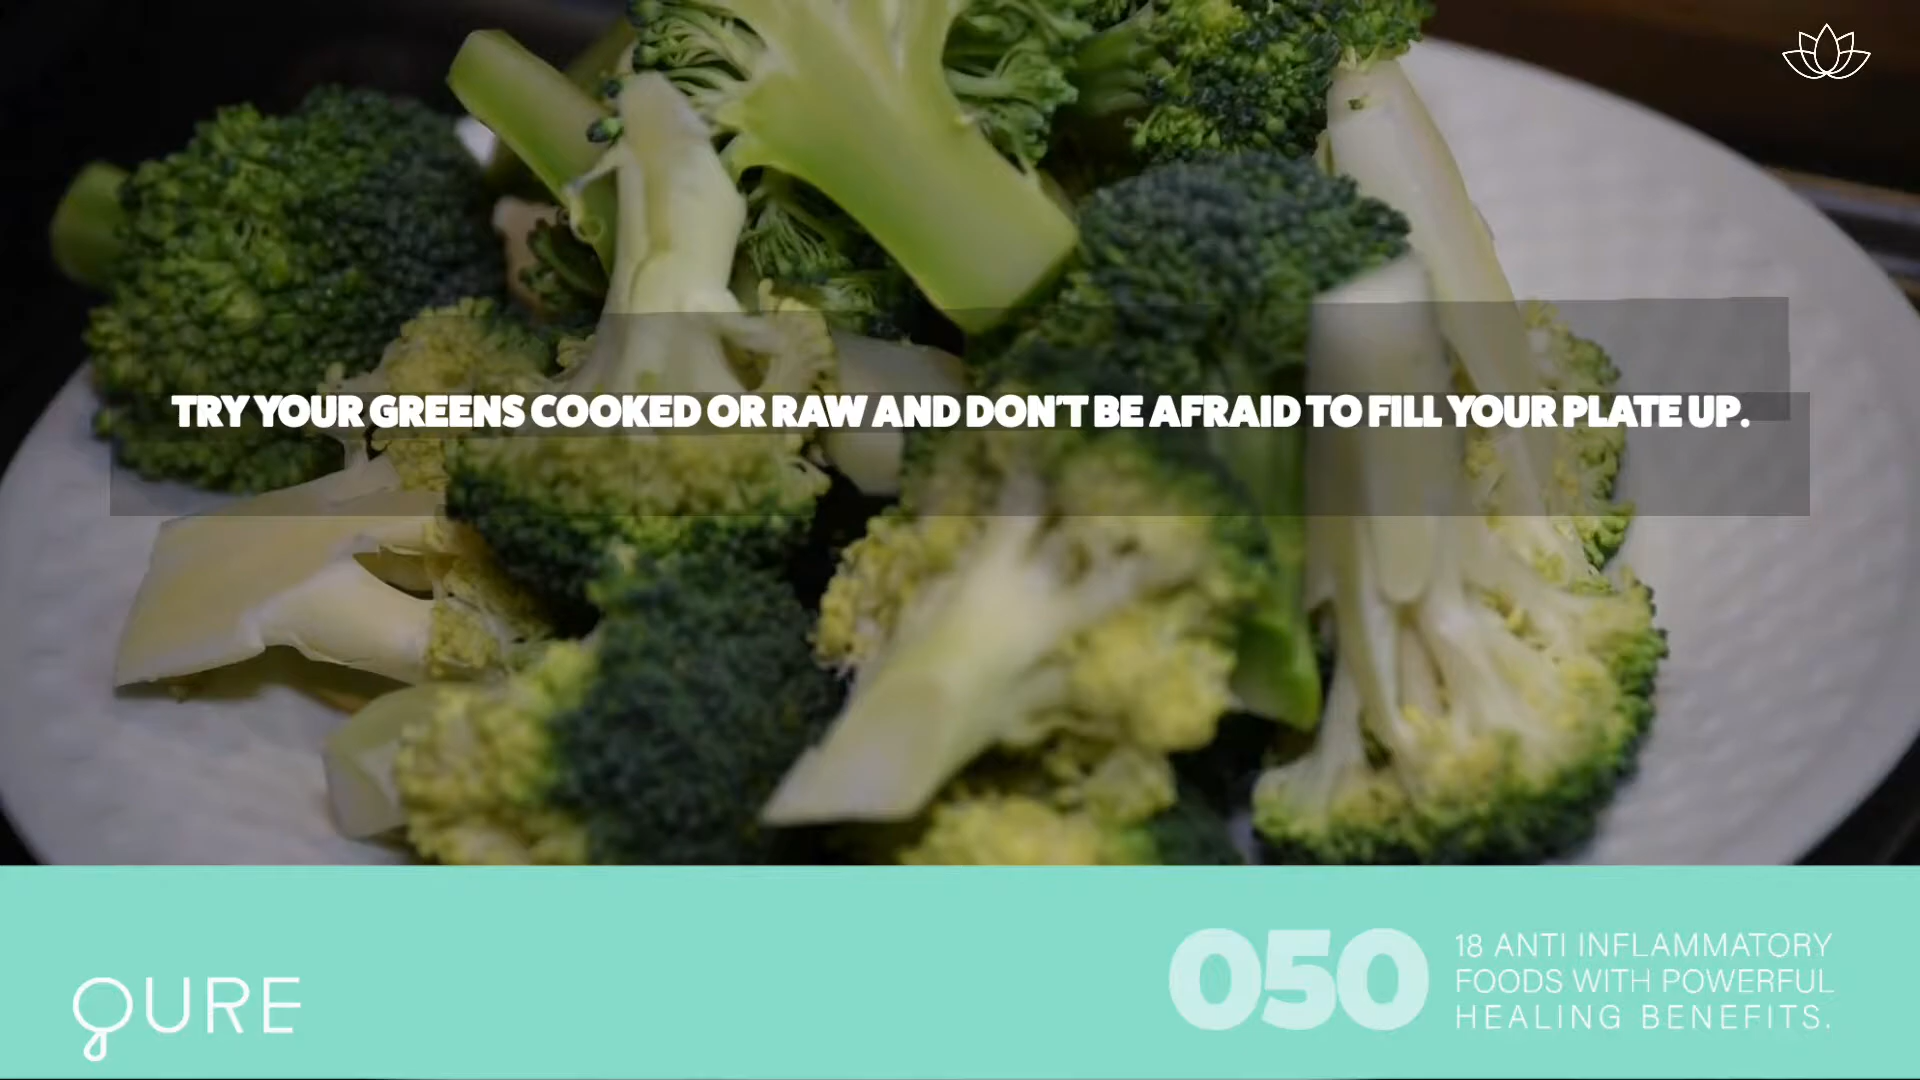 TRY YOUR GREENS COOKED OR RAW AND DON'T BE AFRAID TO FILL YOUR PLATE UP.
QURE
050
18 ANTI INFLAMMATORY
FOODS WITH POWERFUL
HEALING BENEFITS.